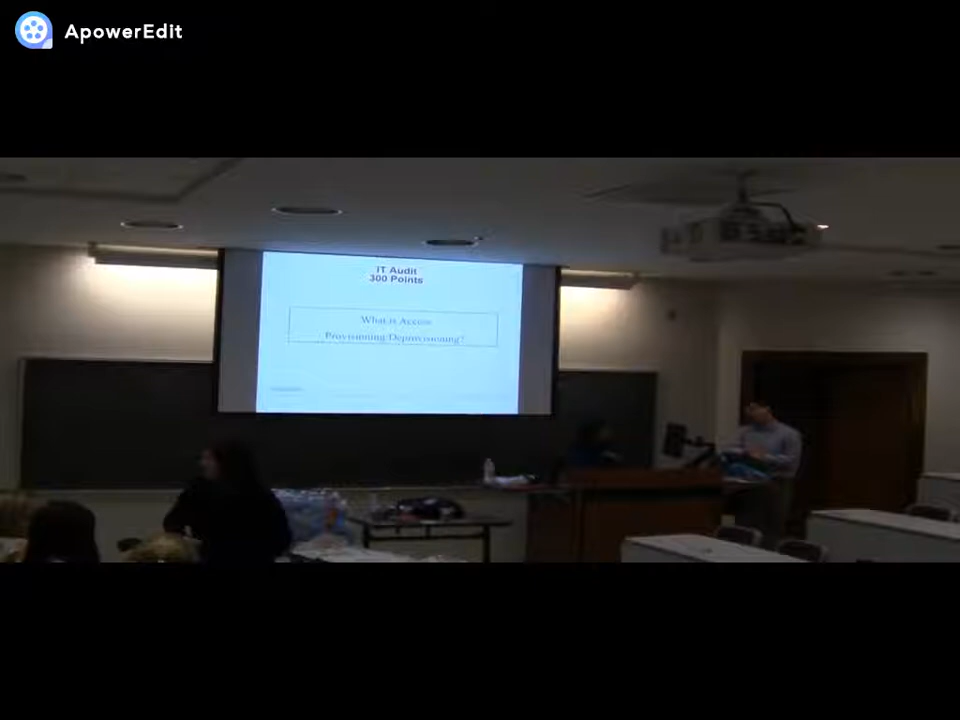 ApowerEdit
IT Audit
300 Points
What is Access
Provisioning/Deprovisioning?